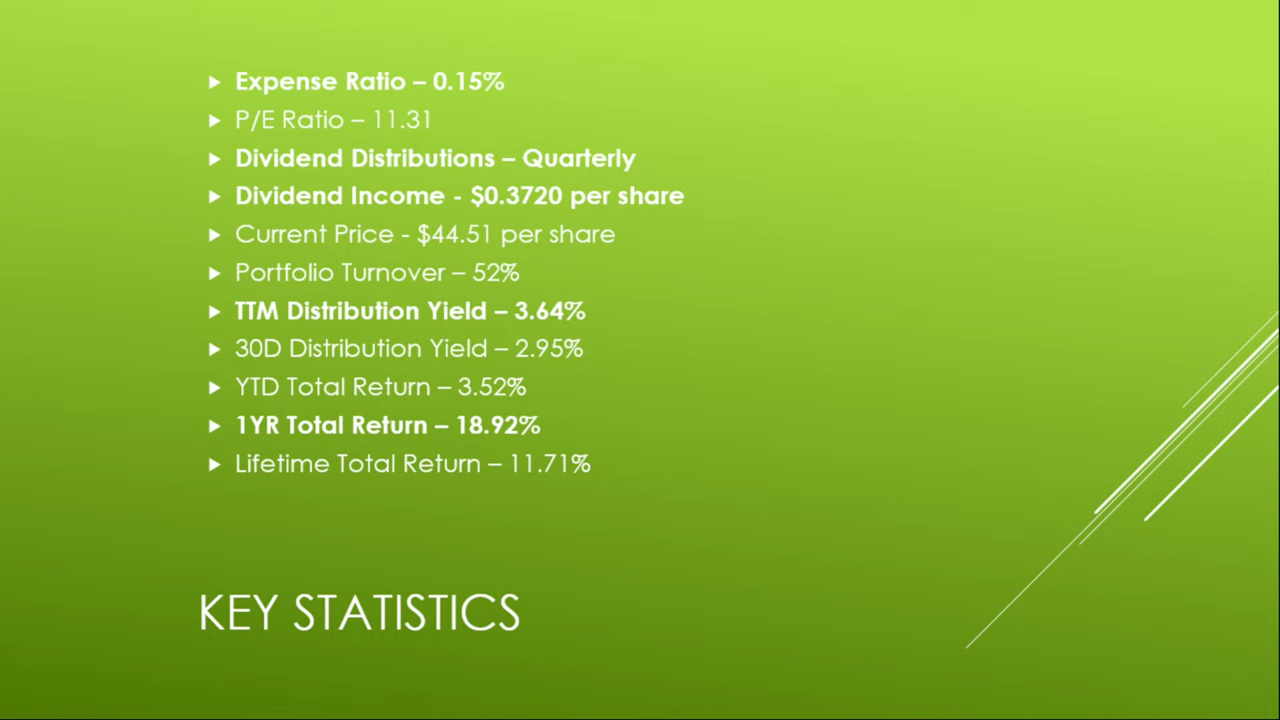 Expense Ratio – 0.15%
P/E Ratio – 11.31
Dividend Distributions – Quarterly
Dividend Income - $0.3720 per share
Current Price - $44.51 per share
Portfolio Turnover – 52%
TTM Distribution Yield – 3.64%
30D Distribution Yield – 2.95%
YTD Total Return – 3.52%
1YR Total Return – 18.92%
Lifetime Total Return – 11.71%
KEY STATISTICS